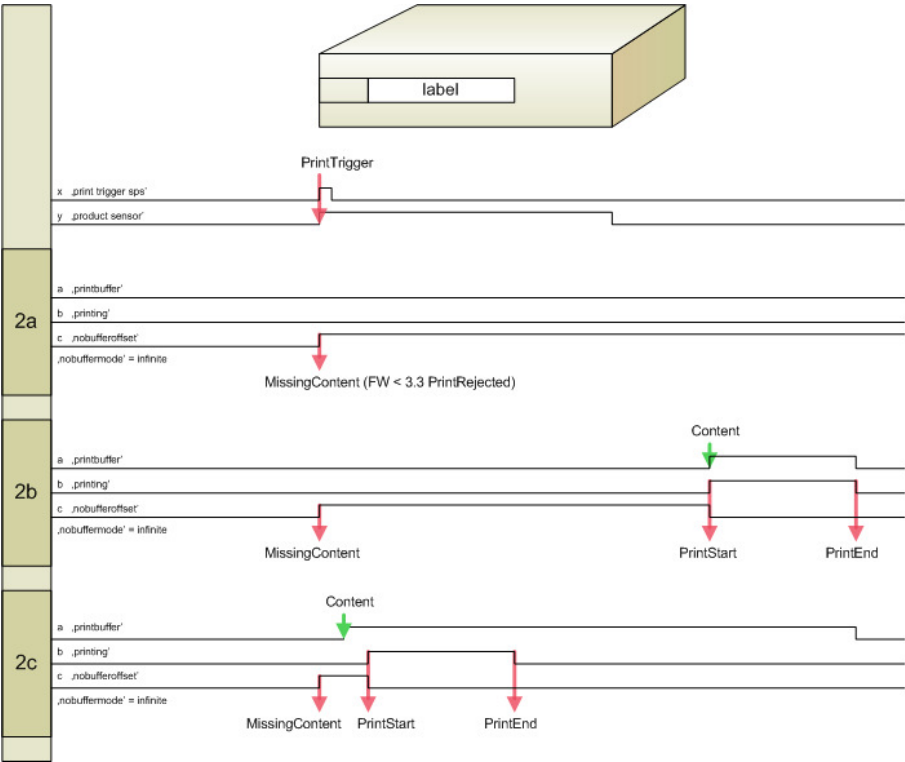 label
PrintTrigger
x ‚print trigger sps’
y ‚product sensor’
2a
a ‚printbuffer’
b ‚printing’
c ‚nobufferoffset’
‚nobuffermode’ = infinite
MissingContent (FW < 3.3 PrintRejected)
2b
Content
a ‚printbuffer’
b ‚printing’
c ‚nobufferoffset’
‚nobuffermode’ = infinite
MissingContent PrintStart PrintEnd
2c
Content
a ‚printbuffer’
b ‚printing’
c ‚nobufferoffset’
‚nobuffermode’ = infinite
MissingContent PrintStart PrintEnd